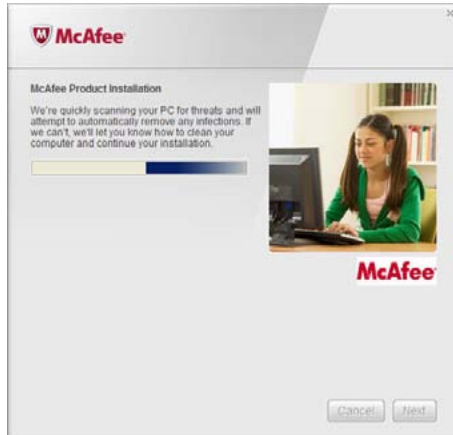 McAfee
McAfee Product Installation
We're quickly scanning your PC for threats and will
attempt to automatically remove any infections. If
we can't, we'll let you know how to clean your
computer and continue your installation.
McAfee
Cancel
Next